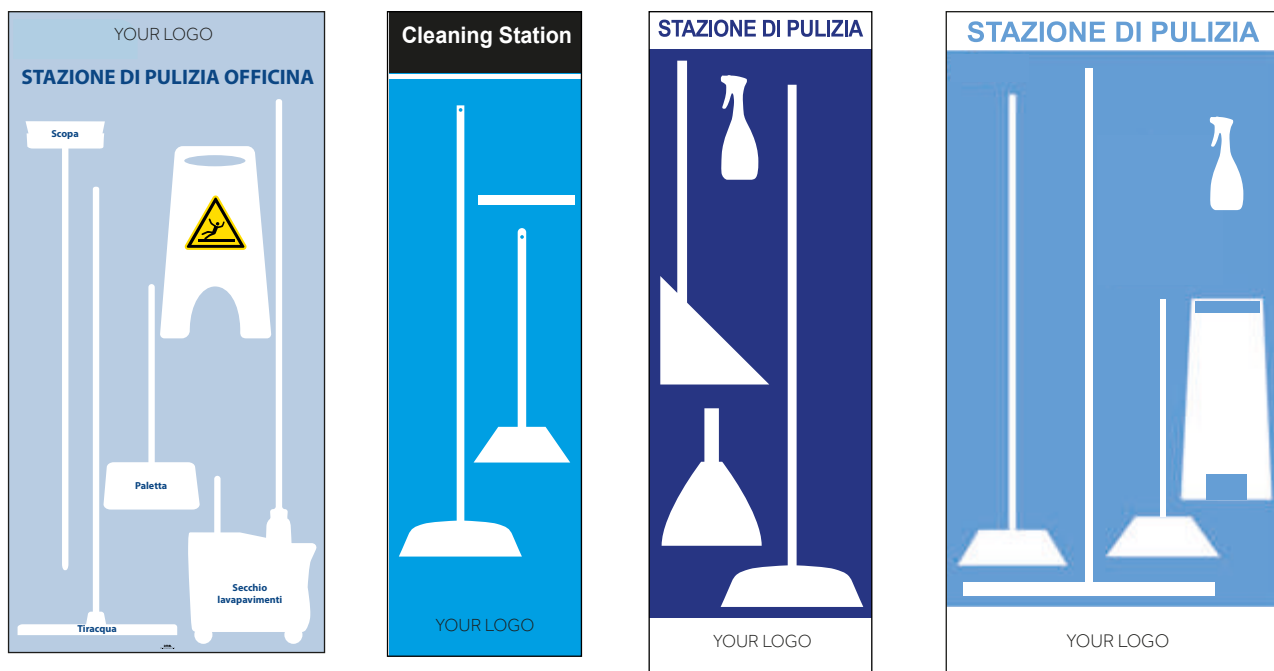 YOUR LOGO
STAZIONE DI PULIZIA OFFICINA
Scopa
Paletta
Secchio
lavapavimenti
Tiracqua
Cleaning Station
YOUR LOGO
STAZIONE DI PULIZIA
YOUR LOGO
STAZIONE DI PULIZIA
YOUR LOGO